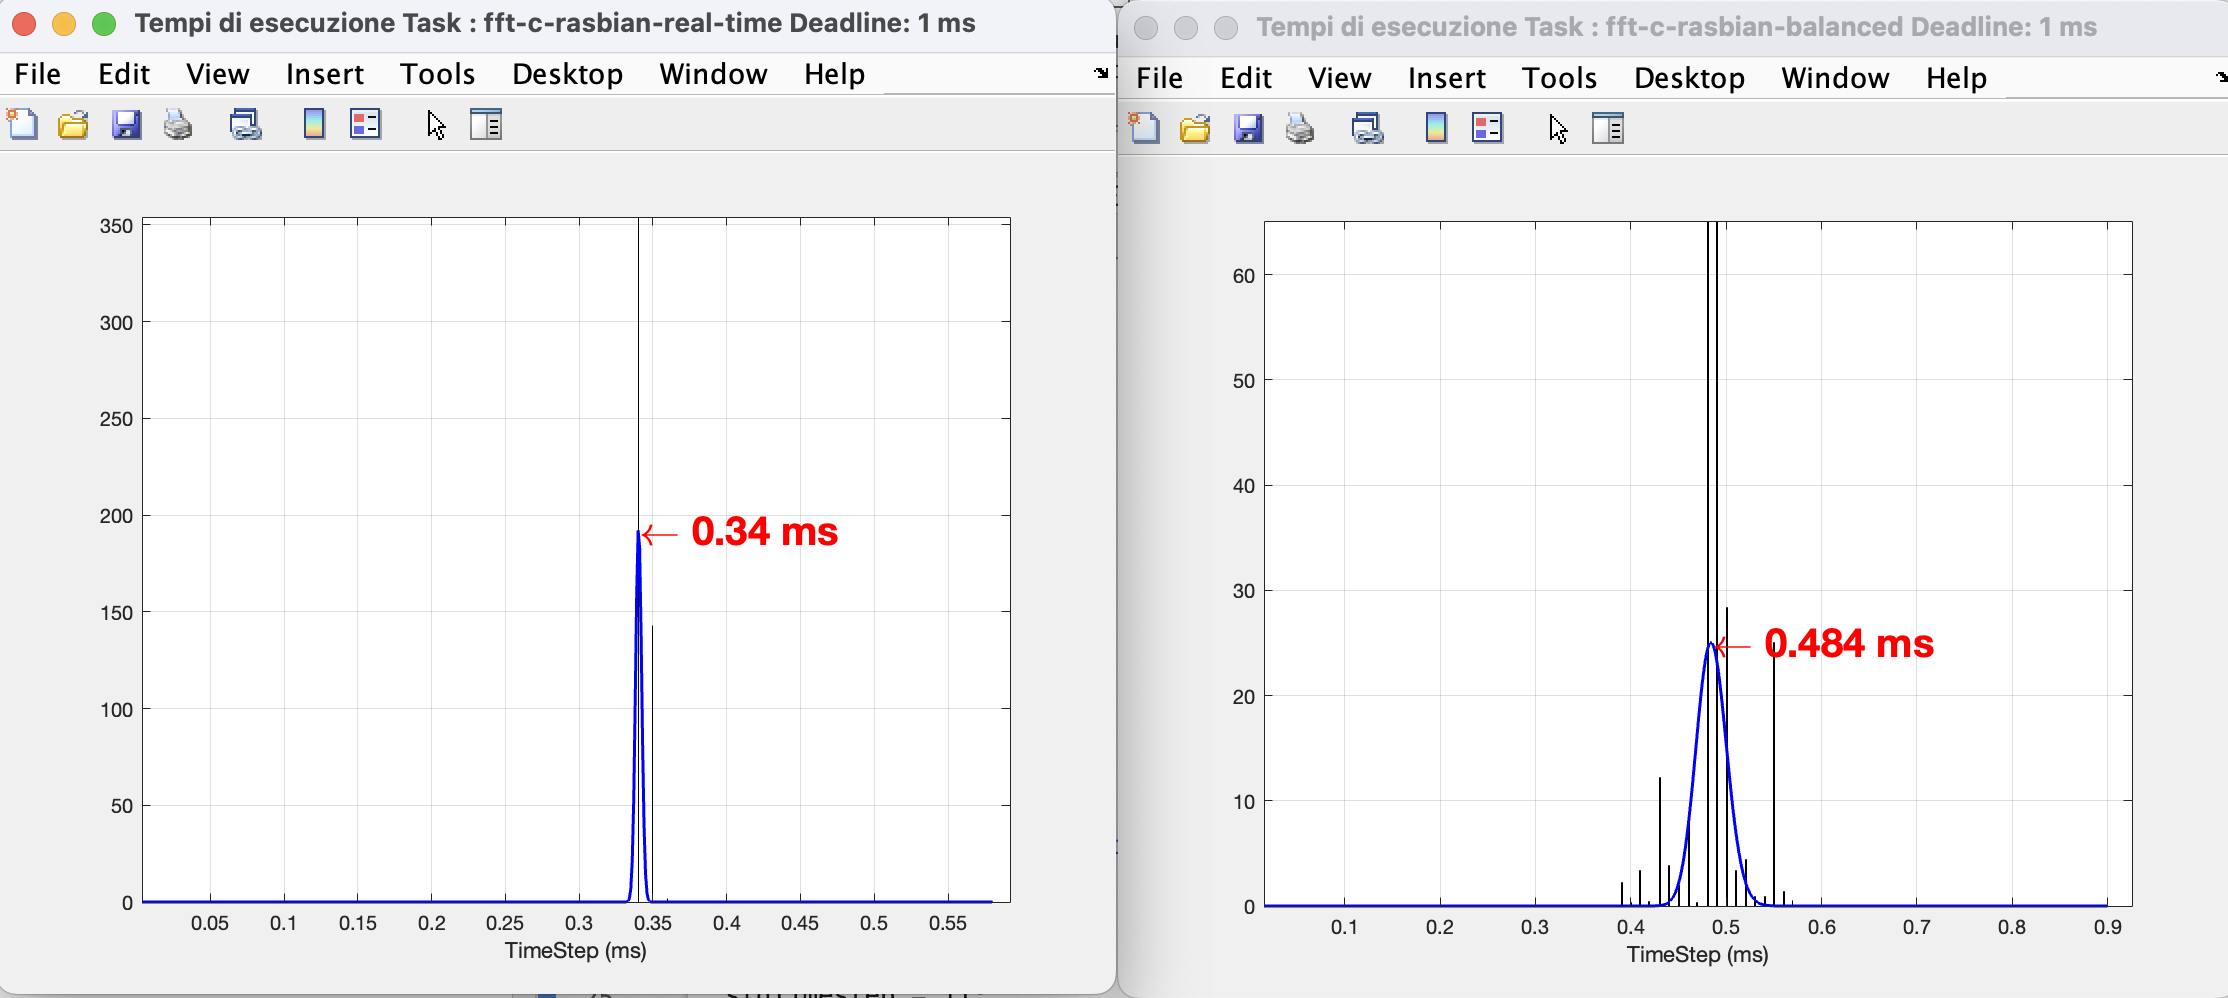 Tempi di esecuzione Task : fft-c-rasbian-real-time Deadline: 1 ms
File Edit View Insert Tools Desktop Window Help
350
300
250
200
150
100
50
0
0.34 ms
0.05 0.1 0.15 0.2 0.25 0.3 0.35 0.4 0.45 0.5 0.55
TimeStep (ms)
Tempi di esecuzione Task : fft-c-rasbian-balanced Deadline: 1 ms
File Edit View Insert Tools Desktop Window Help
60
50
40
30
20
10
0
0.484 ms
0.1 0.2 0.3 0.4 0.5 0.6 0.7 0.8 0.9
TimeStep (ms)